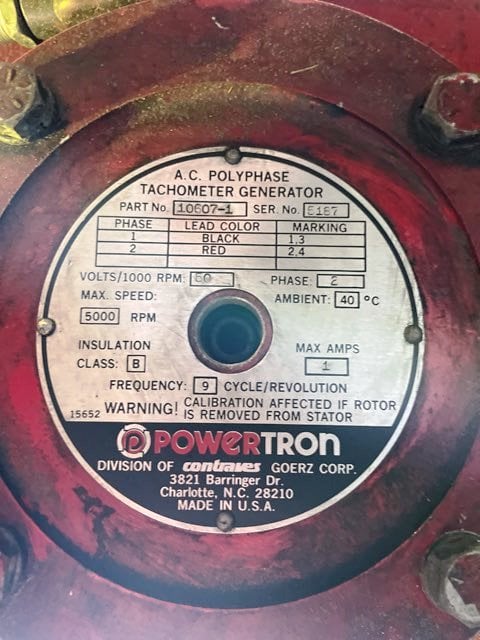 A.C. POLYPHASE
TACHOMETER GENERATOR
PART No. 10607-1 SER. No. 5187
PHASE LEAD COLOR MARKING
1 BLACK 1,3
2 RED 2,4
VOLTS/1000 RPM: 50 PHASE: 2
MAX. SPEED: AMBIENT: 40 °C
5000 RPM
INSULATION MAX AMPS
CLASS: B 1
FREQUENCY: 9 CYCLE/REVOLUTION
15652 WARNING! CALIBRATION AFFECTED IF ROTOR
IS REMOVED FROM STATOR
POWERTRON
DIVISION OF contraves GOERZ CORP.
3821 Barringer Dr.
Charlotte, N.C. 28210
MADE IN U.S.A.